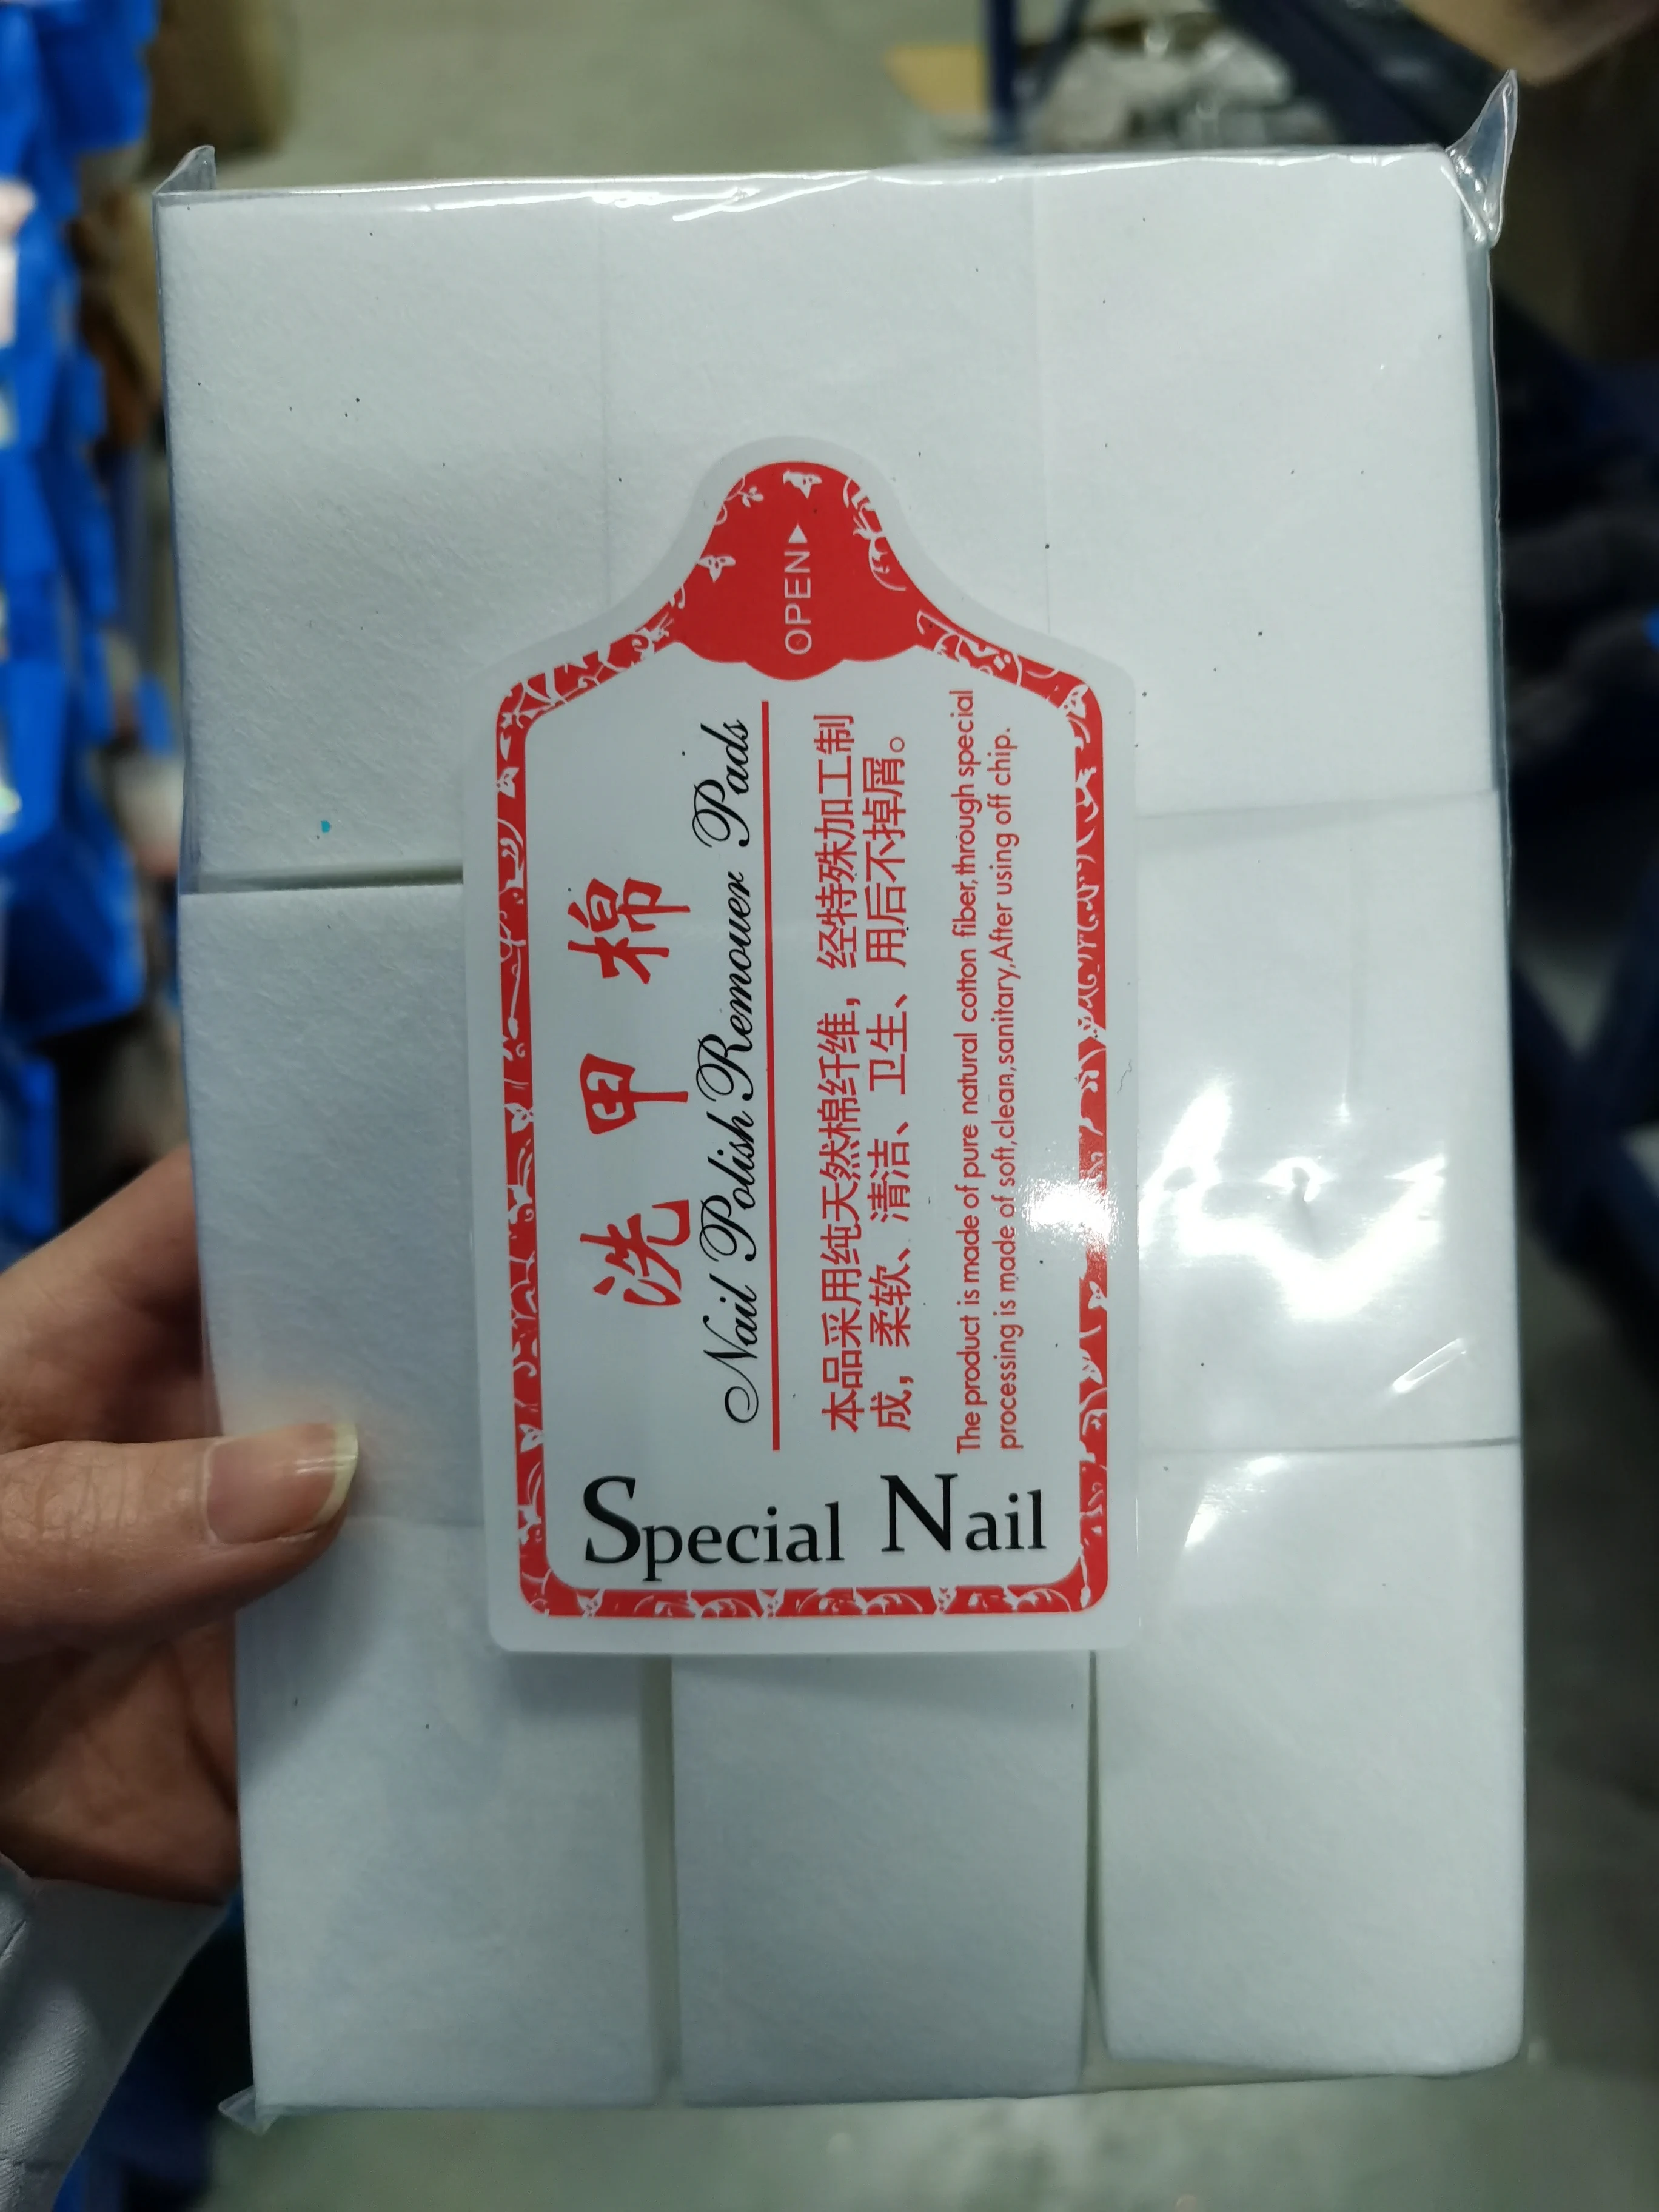 Special Nail
洗甲棉
Nail Polish Remouer Pads
本品采用纯天然棉纤维，经特殊加工制
成，柔软、清洁、卫生、用后不掉屑。
The product is made of pure natural cotton fiber,through special
processing is made of soft,clean,sanitary,After using off chip.
OPEN